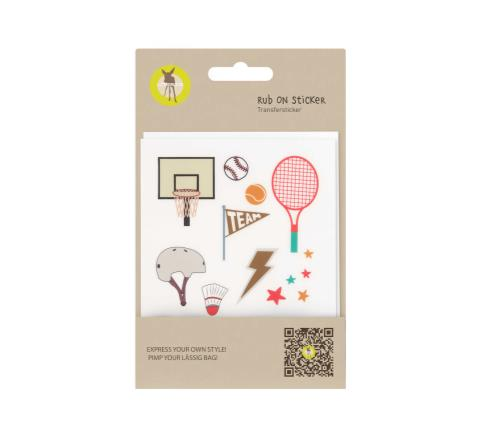 RUB ON STICKER
Transfersticker
TEAM
EXPRESS YOUR OWN STYLE!
PIMP YOUR LÄSSIG BAG!